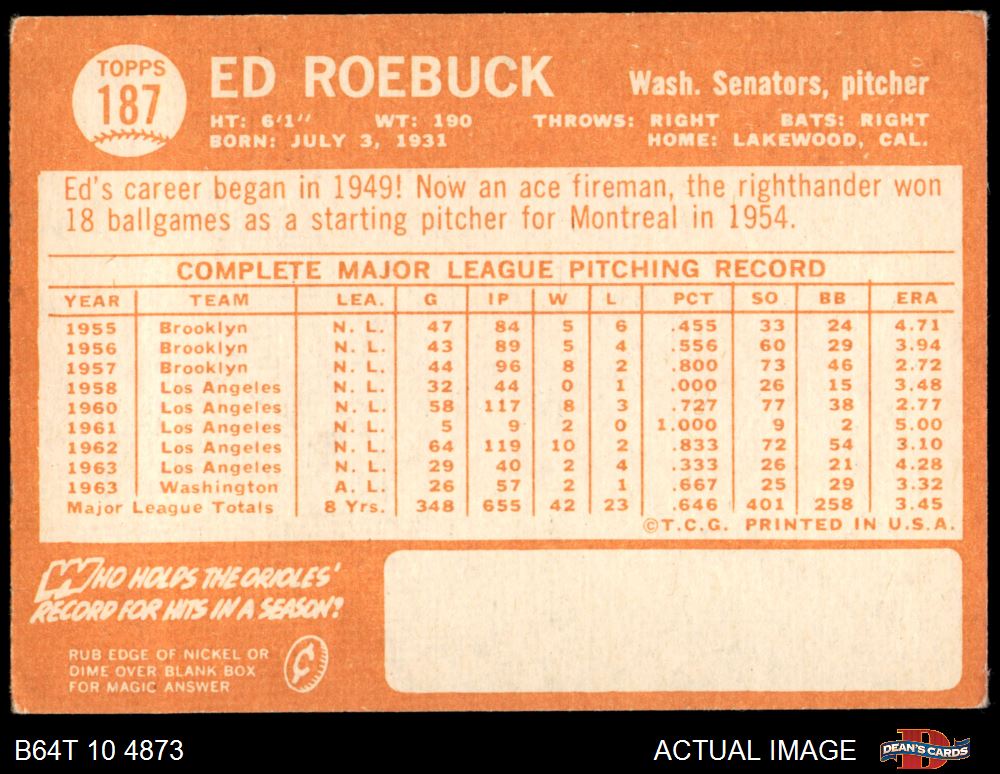 TOPPS
187
ED ROEBUCK
Wash. Senators, pitcher
HT: 6'1" WT: 190 THROWS: RIGHT BATS: RIGHT
BORN: JULY 3, 1931 HOME: LAKEWOOD, CAL.
Ed's career began in 1949! Now an ace fireman, the righthander won
18 ballgames as a starting pitcher for Montreal in 1954.
COMPLETE MAJOR LEAGUE PITCHING RECORD
YEAR TEAM LEA. G IP W L PCT SO BB ERA
1955 Brooklyn N. L. 47 84 5 6 .455 33 24 4.71
1956 Brooklyn N. L. 43 89 5 4 .556 60 29 3.94
1957 Brooklyn N. L. 44 96 8 2 .800 73 46 2.72
1958 Los Angeles N. L. 32 44 0 1 .000 26 15 3.48
1960 Los Angeles N. L. 58 117 8 3 .727 77 38 2.77
1961 Los Angeles N. L. 5 9 2 0 1.000 9 2 5.00
1962 Los Angeles N. L. 64 119 10 2 .833 72 54 3.10
1963 Los Angeles N. L. 29 40 2 4 .333 26 21 4.28
1963 Washington A. L. 26 57 2 1 .667 25 29 3.32
Major League Totals 8 Yrs. 348 655 42 23 .646 401 258 3.45
©T.C.G. PRINTED IN U.S.A.
WHO HOLDS THE ORIOLES'
RECORD FOR HITS IN A SEASON?
RUB EDGE OF NICKEL OR
DIME OVER BLANK BOX
FOR MAGIC ANSWER
B64T 10 4873
ACTUAL IMAGE
DEAN'S CARDS